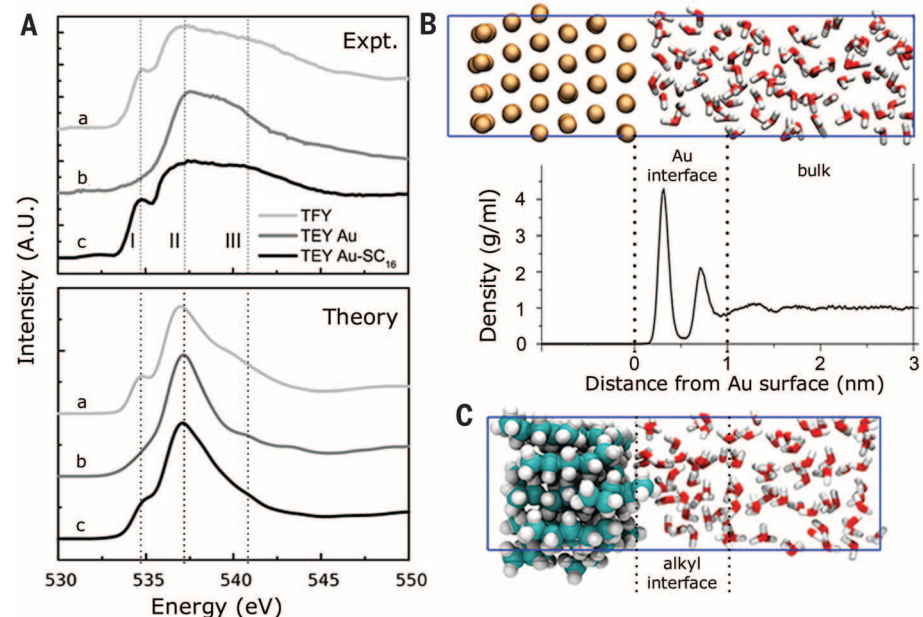 A
Expt.
a
b
c
I
II
III
TFY
TEY Au
TEY Au-SC16
Intensity (A.U.)
Theory
a
b
c
530
535
540
545
550
Energy (eV)
B
Au
interface
bulk
Density (g/ml)
4
3
2
1
0
0
1
2
3
Distance from Au surface (nm)
C
alkyl
interface